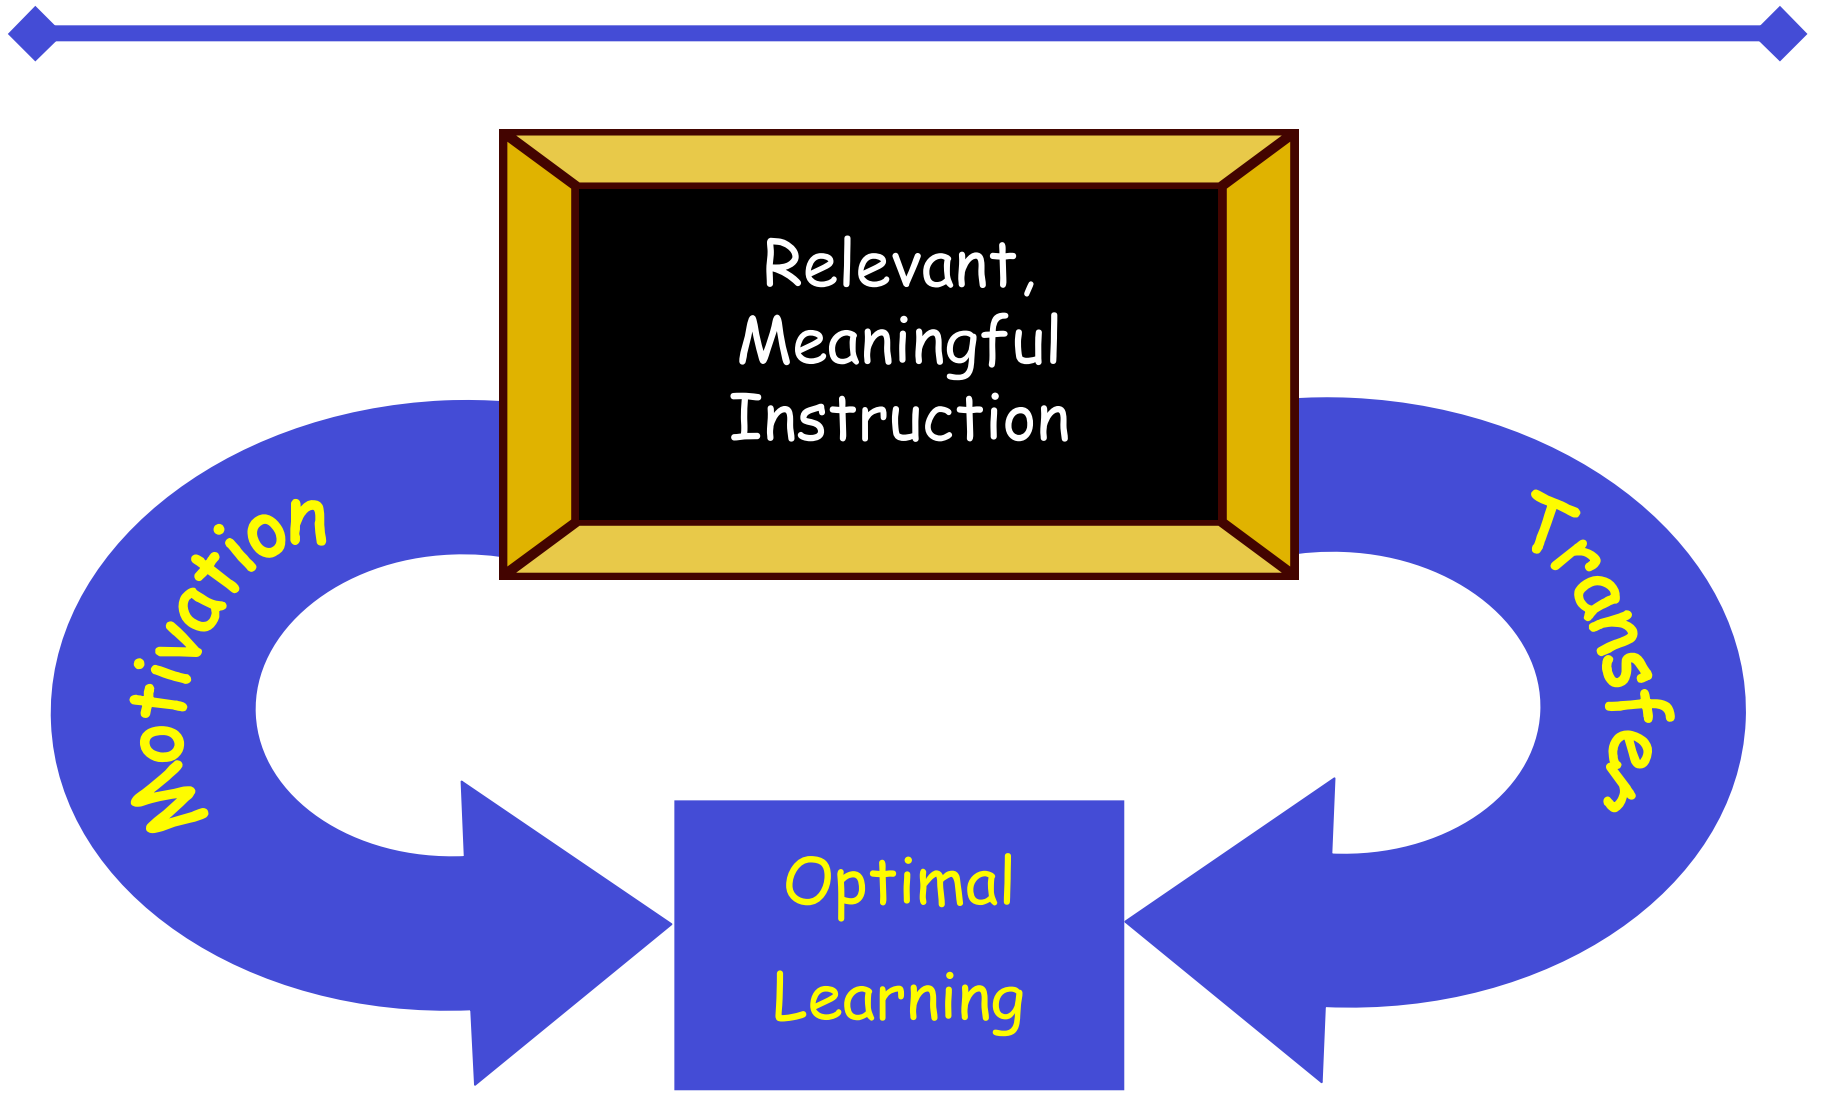 Relevant,
Meaningful
Instruction
Motivation
Transfer
Optimal
Learning